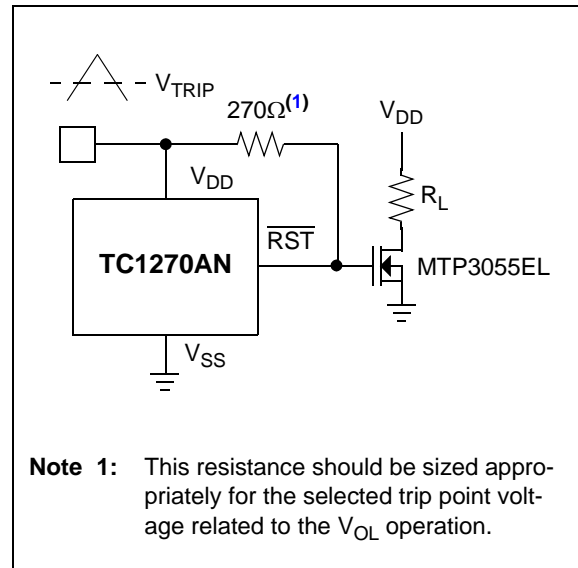 V_TRIP
270Ω(1)
V_DD
V_DD
R_L
RST
TC1270AN
MTP3055EL
V_SS
Note 1: This resistance should be sized appro-
priately for the selected trip point volt-
age related to the V_OL operation.